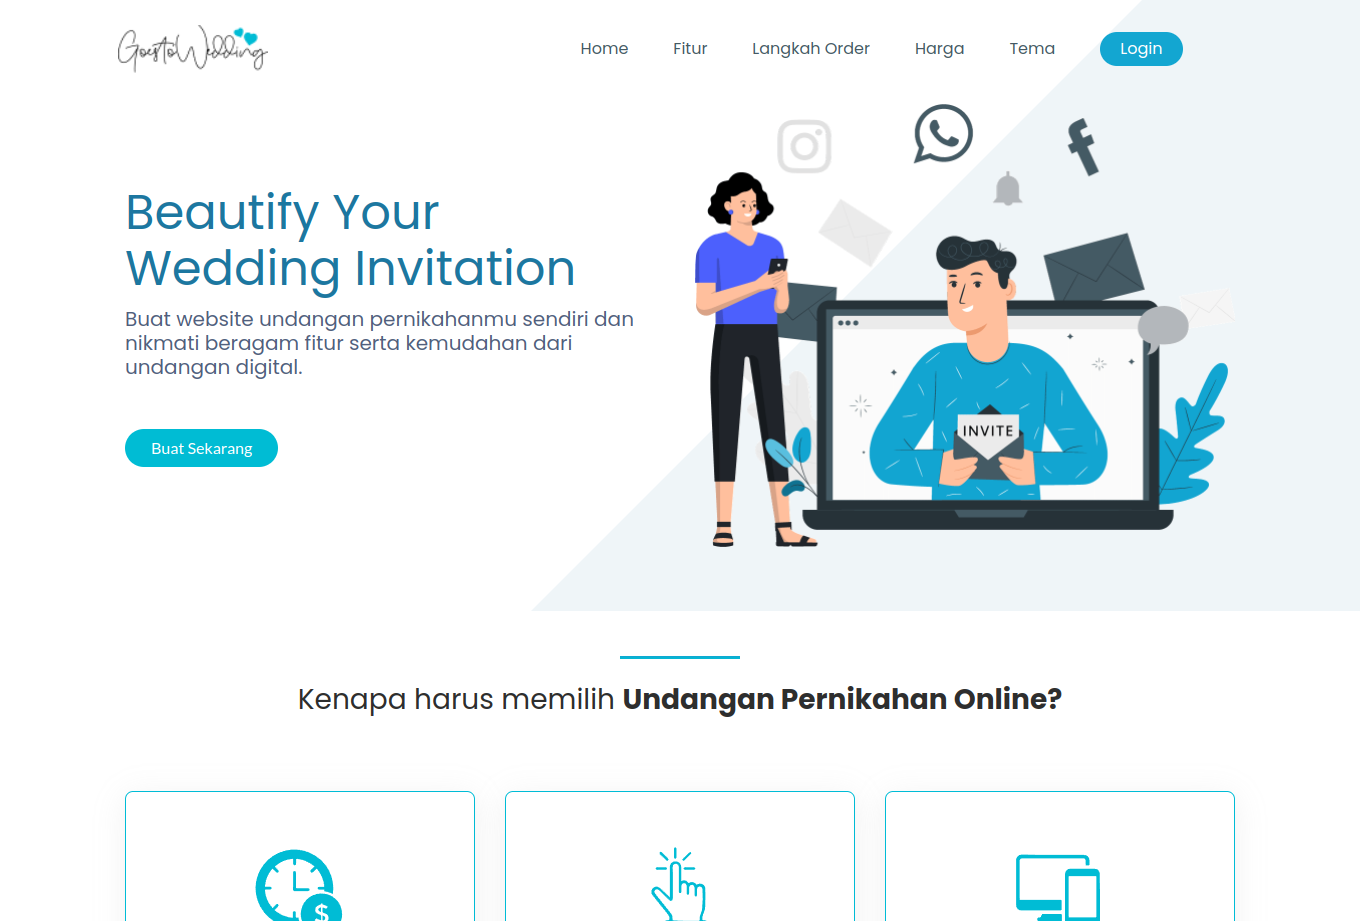 GoestoWedding
Home
Fitur
Langkah Order
Harga
Tema
Login
Beautify Your
Wedding Invitation
Buat website undangan pernikahanmu sendiri dan
nikmati beragam fitur serta kemudahan dari
undangan digital.
Buat Sekarang
INVITE
Kenapa harus memilih Undangan Pernikahan Online?
$